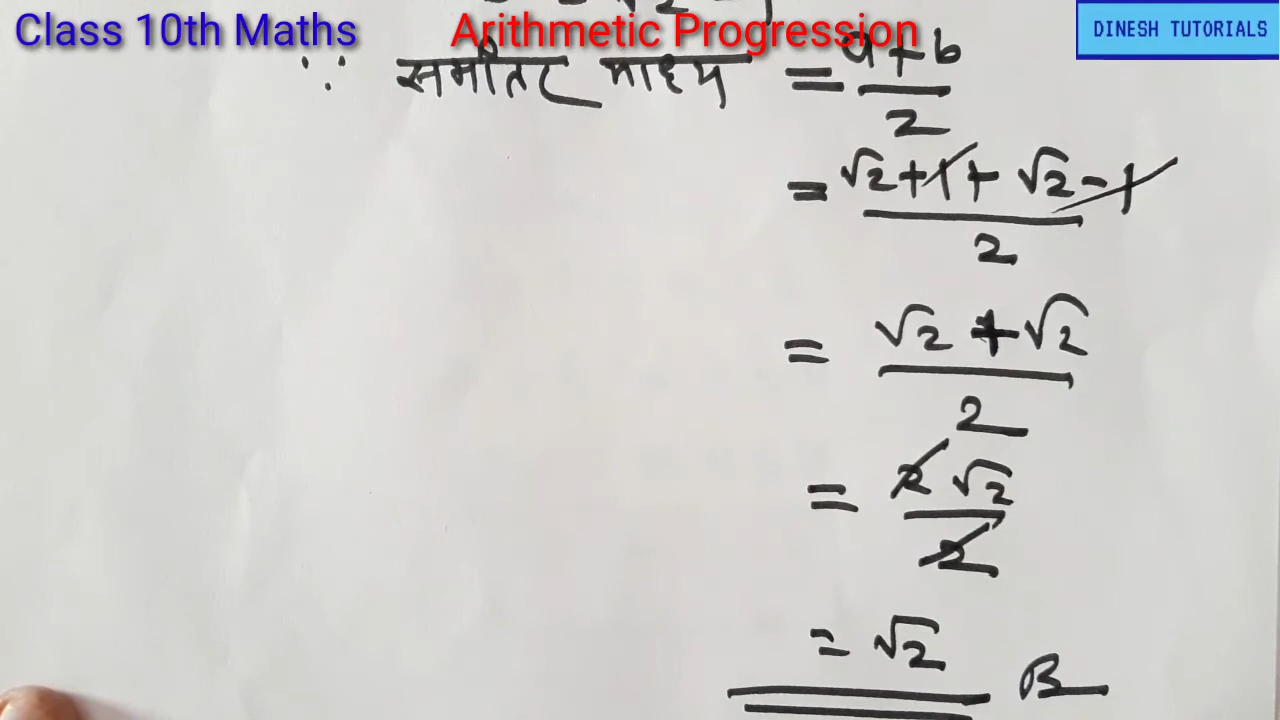 Class 10th Maths Arithmetic Progression DINESH TUTORIALS
∵ समांतर माध्य = a+b/2
= √2+1+√2-1/2
= √2+√2/2
= 2√2/2
= √2